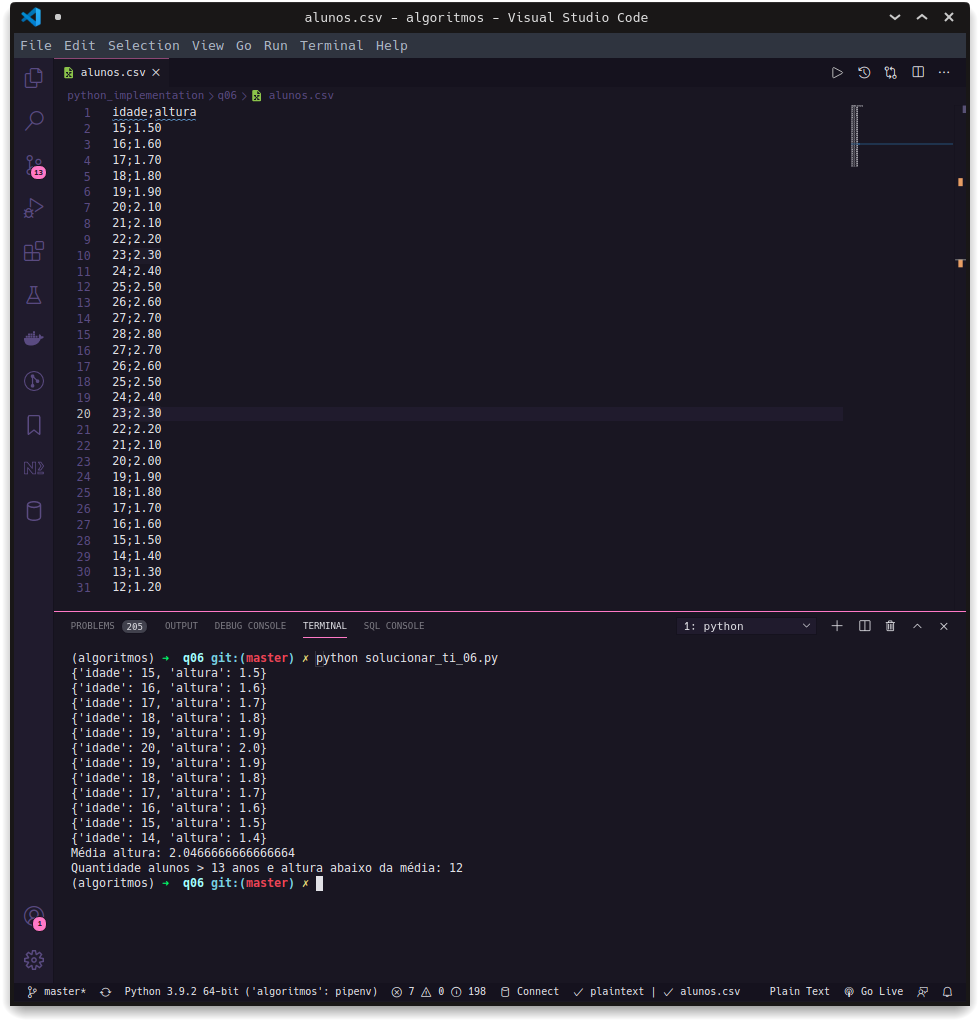 alunos.csv - algoritmos - Visual Studio Code
File Edit Selection View Go Run Terminal Help
alunos.csv
python_implementation > q06 > alunos.csv
1 idade;altura
2 15;1.50
3 16;1.60
4 17;1.70
5 18;1.80
6 19;1.90
7 20;2.10
8 21;2.10
9 22;2.20
10 23;2.30
11 24;2.40
12 25;2.50
13 26;2.60
14 27;2.70
15 28;2.80
16 27;2.70
17 26;2.60
18 25;2.50
19 24;2.40
20 23;2.30
21 22;2.20
22 21;2.10
23 20;2.00
24 19;1.90
25 18;1.80
26 17;1.70
27 16;1.60
28 15;1.50
29 14;1.40
30 13;1.30
31 12;1.20
13
PROBLEMS 205 OUTPUT DEBUG CONSOLE TERMINAL SQL CONSOLE 1: python
(algoritmos) → q06 git:(master) ✗ python solucionar_ti_06.py
{'idade': 15, 'altura': 1.5}
{'idade': 16, 'altura': 1.6}
{'idade': 17, 'altura': 1.7}
{'idade': 18, 'altura': 1.8}
{'idade': 19, 'altura': 1.9}
{'idade': 20, 'altura': 2.0}
{'idade': 19, 'altura': 1.9}
{'idade': 18, 'altura': 1.8}
{'idade': 17, 'altura': 1.7}
{'idade': 16, 'altura': 1.6}
{'idade': 15, 'altura': 1.5}
{'idade': 14, 'altura': 1.4}
Média altura: 2.0466666666666664
Quantidade alunos > 13 anos e altura abaixo da média: 12
(algoritmos) → q06 git:(master) ✗
1
master* Python 3.9.2 64-bit ('algoritmos': pipenv) 7 0 198 Connect ✓ plaintext | ✓ alunos.csv Plain Text Go Live